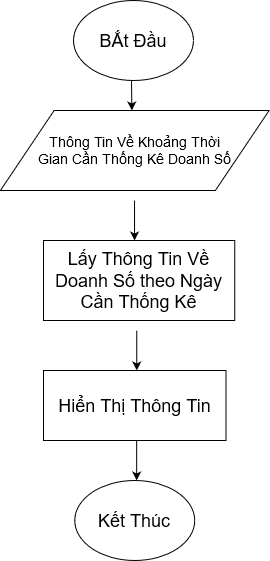 BẮt Đầu
Thông Tin Về Khoảng Thời
Gian Cần Thống Kê Doanh Số
Lấy Thông Tin Về
Doanh Số theo Ngày
Cần Thống Kê
Hiển Thị Thông Tin
Kết Thúc